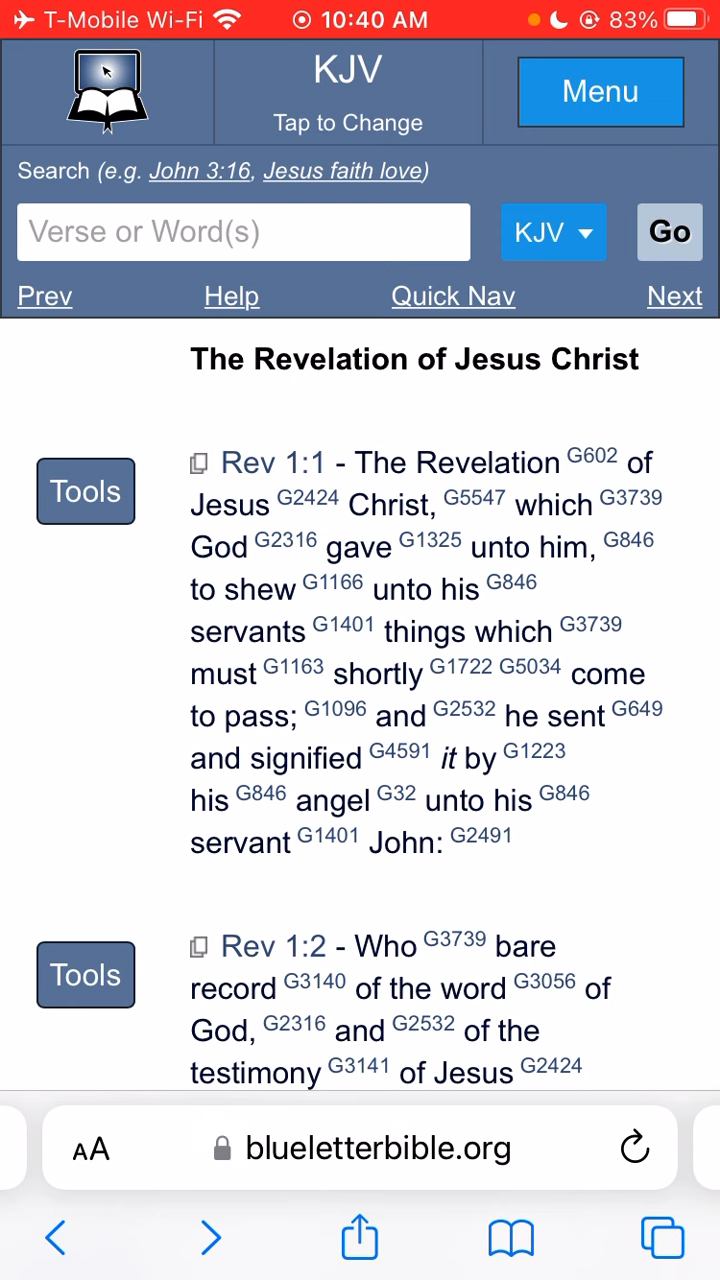 T-Mobile Wi-Fi 10:40 AM 83%
KJV
Tap to Change
Menu
Search (e.g. John 3:16, Jesus faith love)
Verse or Word(s) KJV Go
Prev Help Quick Nav Next
The Revelation of Jesus Christ
Tools
Rev 1:1 - The Revelation G602 of
Jesus G2424 Christ, G5547 which G3739
God G2316 gave G1325 unto him, G846
to shew G1166 unto his G846
servants G1401 things which G3739
must G1163 shortly G1722 G5034 come
to pass; G1096 and G2532 he sent G649
and signified G4591 it by G1223
his G846 angel G32 unto his G846
servant G1401 John: G2491
Tools
Rev 1:2 - Who G3739 bare
record G3140 of the word G3056 of
God, G2316 and G2532 of the
testimony G3141 of Jesus G2424
AA blueletterbible.org